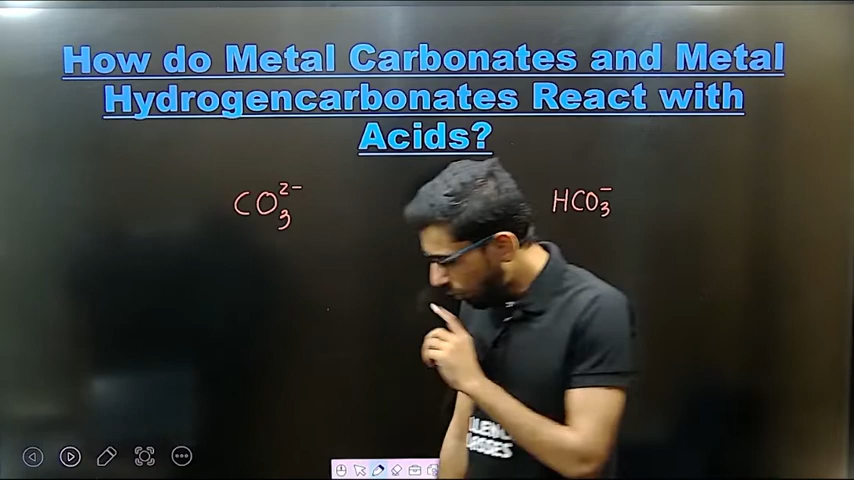 How do Metal Carbonates and Metal
Hydrogencarbonates React with
Acids?
CO₃²⁻ HCO₃⁻